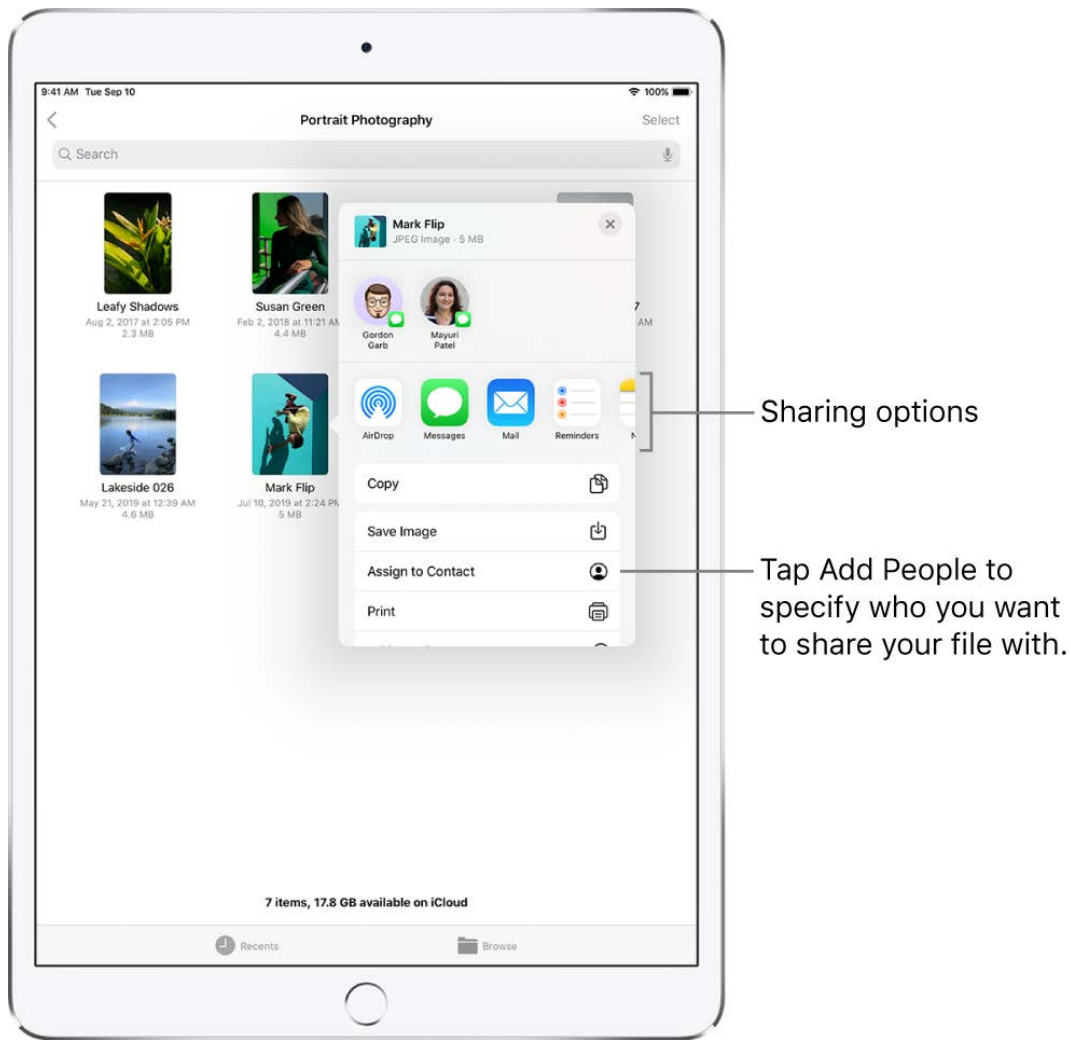 9:41 AM Tue Sep 10
100%
Portrait Photography
Select
Search
Mark Flip
JPEG Image - 5 MB
Leafy Shadows
Aug 2, 2017 at 2:05 PM
2.3 MB
Susan Green
Feb 2, 2018 at 11:21 AM
4.4 MB
7
AM
Gordon
Garb
Mayuri
Patel
AirDrop
Messages
Mail
Reminders
N
Sharing options
Lakeside 026
May 21, 2019 at 12:39 AM
4.6 MB
Mark Flip
Jul 10, 2019 at 2:24 PM
5 MB
Copy
Save Image
Assign to Contact
Print
Tap Add People to
specify who you want
to share your file with.
7 items, 17.8 GB available on iCloud
Recents
Browse